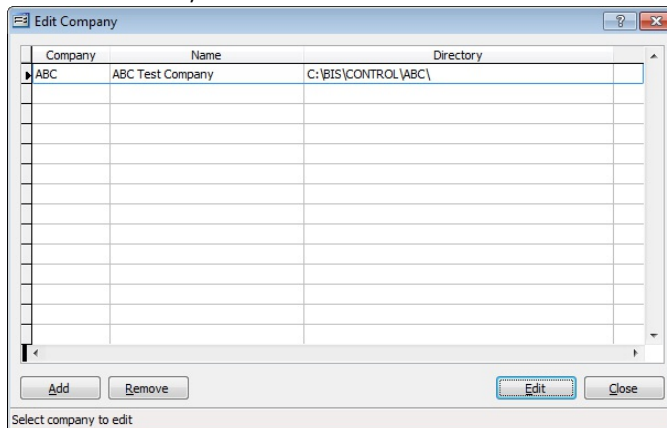 Edit Company
Company Name Directory
ABC ABC Test Company C:\BIS\CONTROL\ABC\
Add Remove Edit Close
Select company to edit